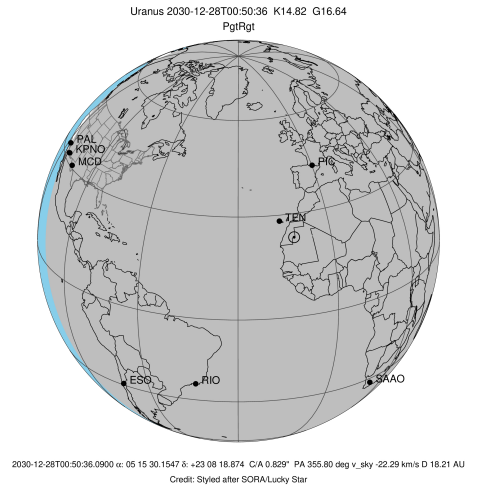 Uranus 2030-12-28T00:50:36  K14.82  G16.64
PgtRgt
PAL
KPNO
MCD
PIC
TEN
ESO
RIO
SAAO
2030-12-28T00:50:36.0900 α: 05 15 30.1547 δ: +23 08 18.874  C/A 0.829"  PA 355.80 deg v_sky -22.29 km/s D 18.21 AU
Credit: Styled after SORA/Lucky Star